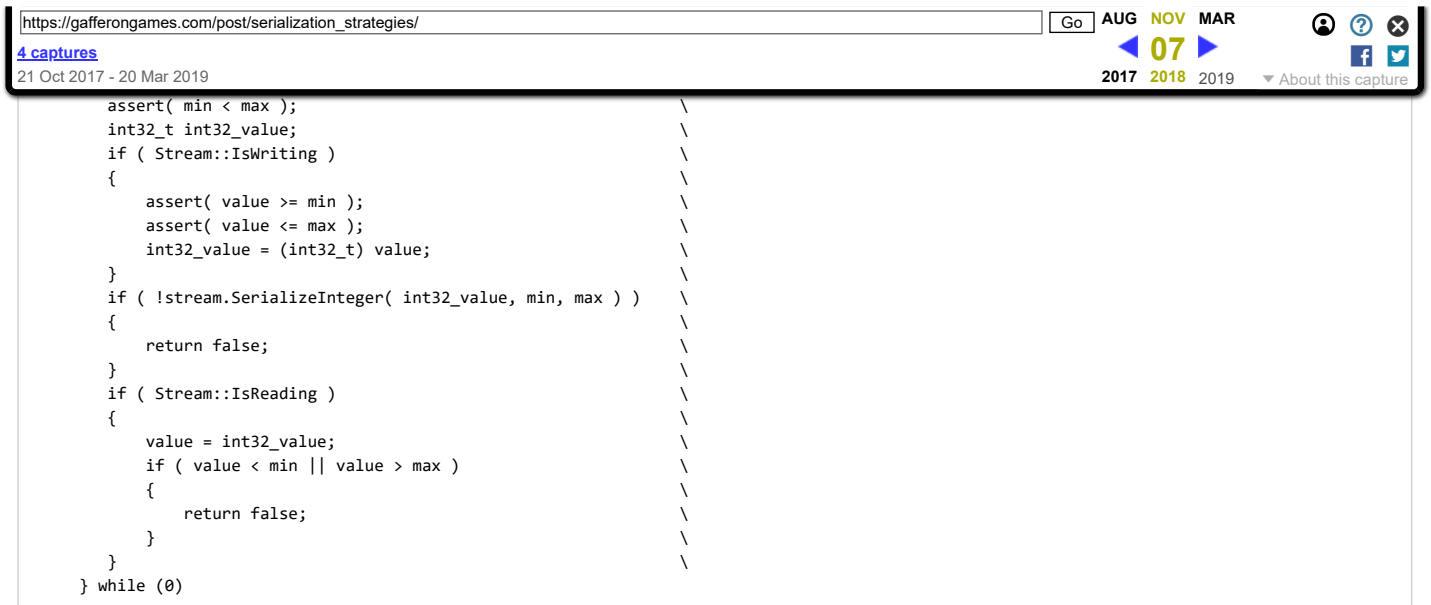 https://gafferongames.com/post/serialization_strategies/ Go AUG NOV MAR
4 captures 07
21 Oct 2017 - 20 Mar 2019 2017 2018 2019 About this capture
assert( min < max ); \
int32_t int32_value; \
if ( Stream::IsWriting ) \
{ \
assert( value >= min ); \
assert( value <= max ); \
int32_value = (int32_t) value; \
} \
if ( !stream.SerializeInteger( int32_value, min, max ) ) \
{ \
return false; \
} \
if ( Stream::IsReading ) \
{ \
value = int32_value; \
if ( value < min || value > max ) \
{ \
return false; \
} \
} \
} while (0)